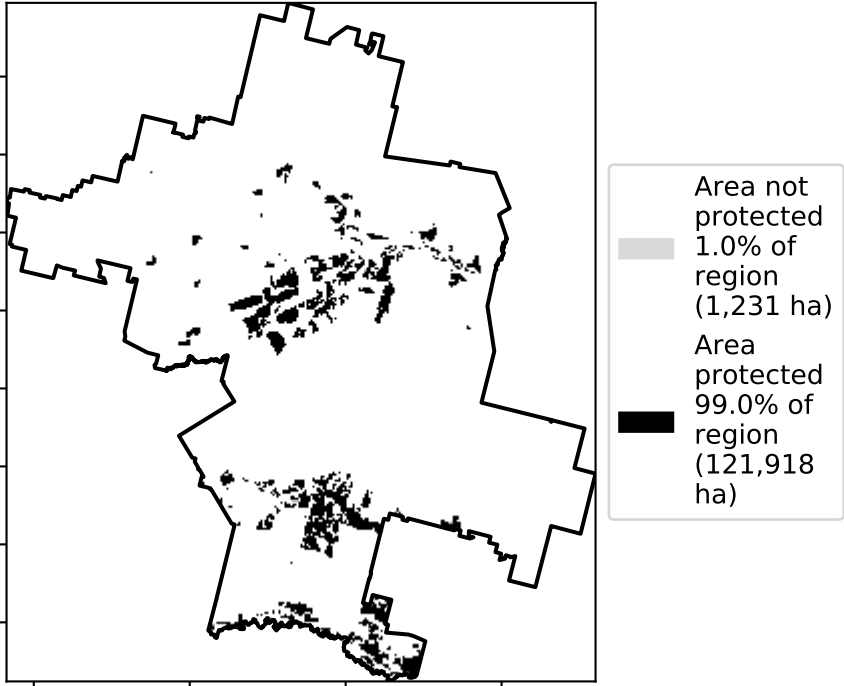 Area not
protected
1.0% of
region
(1,231 ha)
Area
protected
99.0% of
region
(121,918
ha)